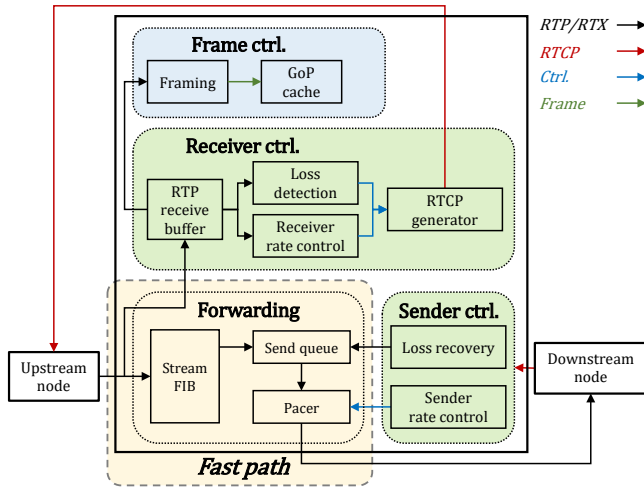 RTP/RTX
RTCP
Ctrl.
Frame
Frame ctrl.
Framing
GoP
cache
Receiver ctrl.
RTP
receive
buffer
Loss
detection
Receiver
rate control
RTCP
generator
Forwarding
Stream
FIB
Send queue
Pacer
Sender ctrl.
Loss recovery
Sender
rate control
Upstream
node
Downstream
node
Fast path